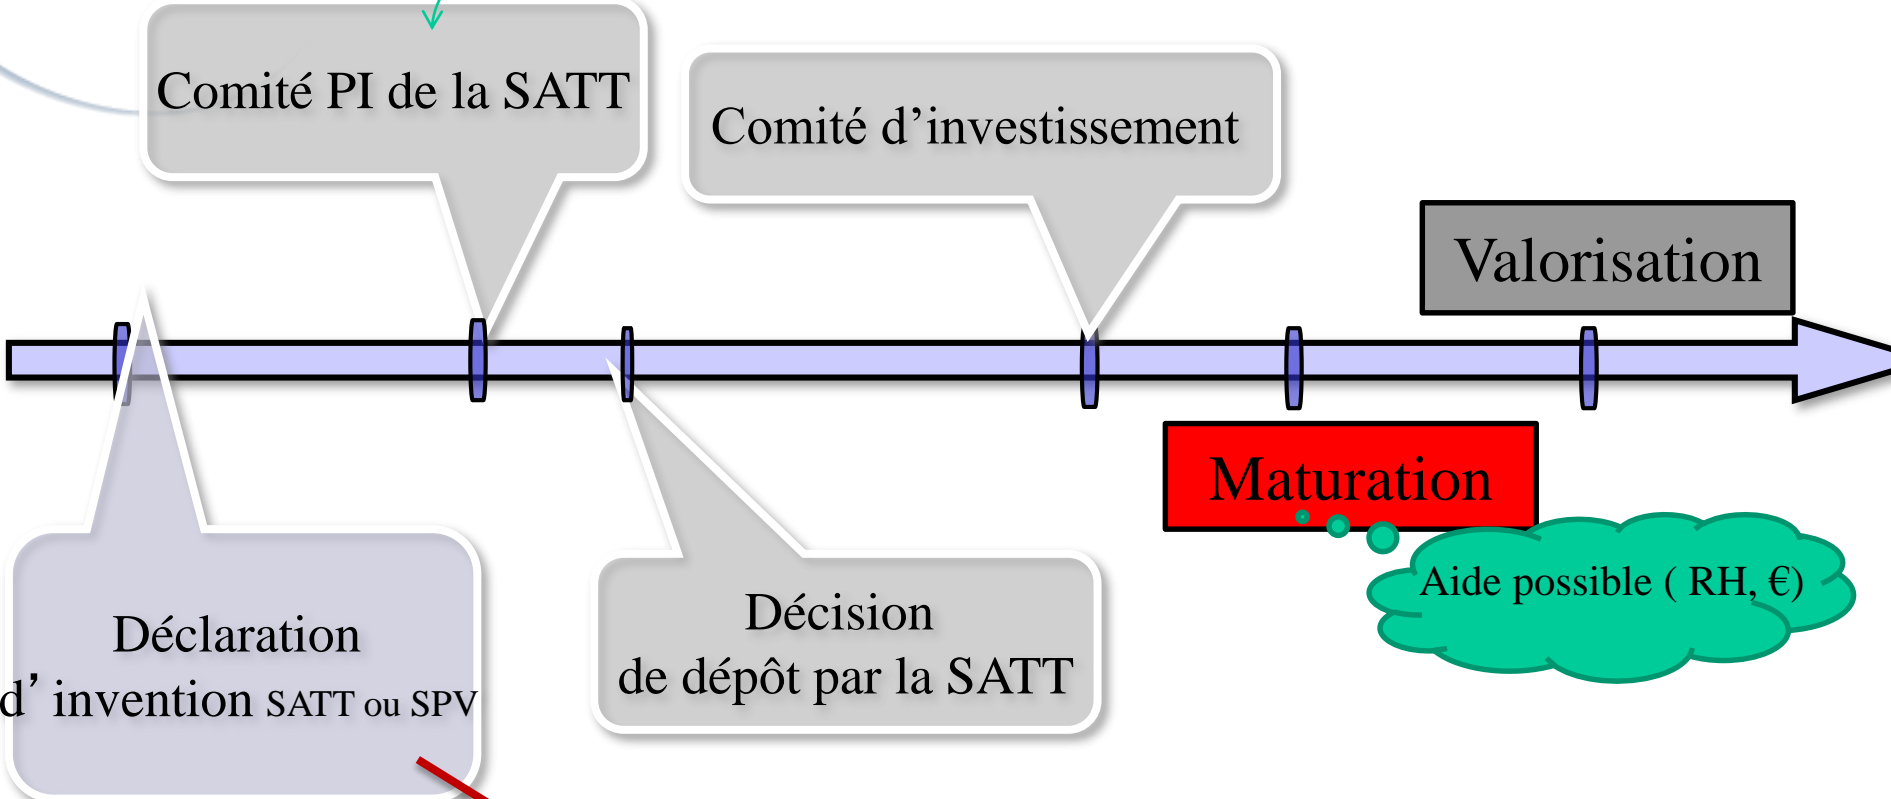 Comité PI de la SATT
Comité d’investissement
Valorisation
Maturation
Aide possible ( RH, €)
Déclaration
d’ invention SATT ou SPV
Décision
de dépôt par la SATT